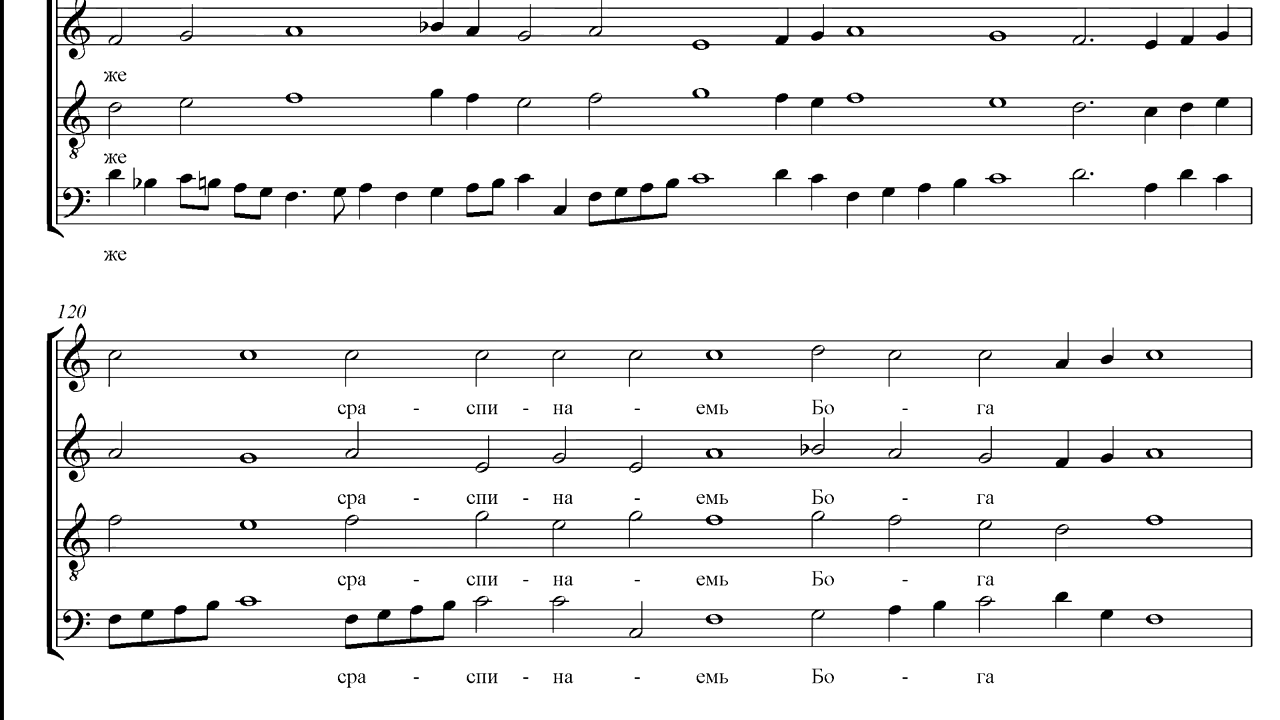 же
же
же
120
сра - спи - на - емь Бо - га
сра - спи - на - емь Бо - га
сра - спи - на - емь Бо - га
сра - спи - на - емь Бо - га